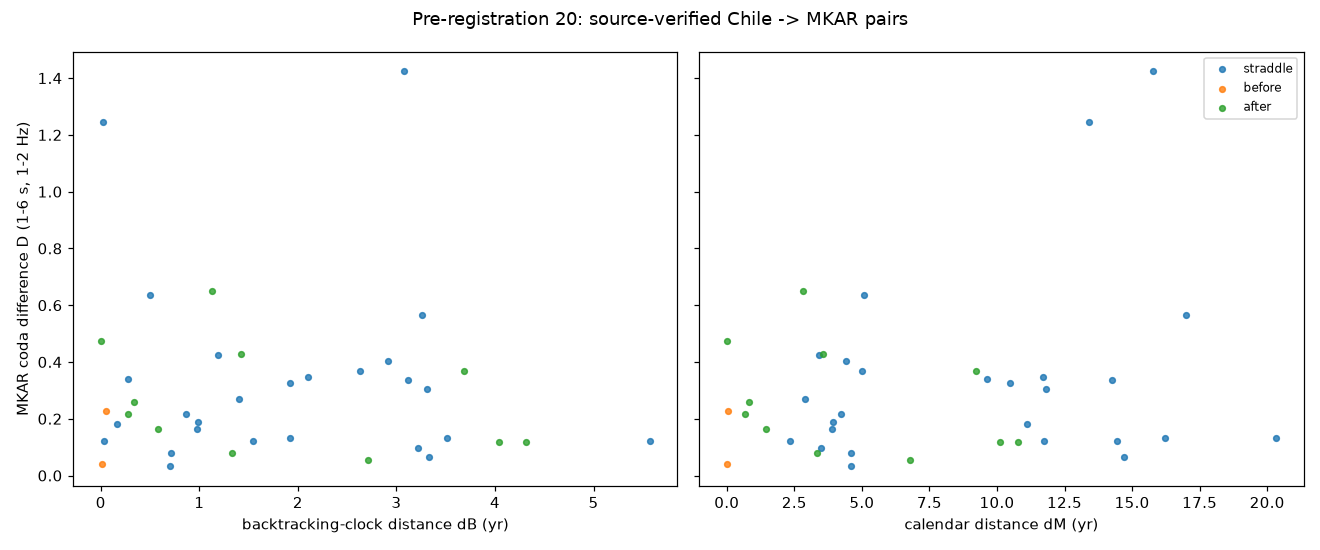 Pre-registration 20: source-verified Chile -> MKAR pairs
MKAR coda difference D (1-6 s, 1-2 Hz)
1.4
1.2
1.0
0.8
0.6
0.4
0.2
0.0
0 1 2 3 4 5
backtracking-clock distance dB (yr)
straddle
before
after
0.0 2.5 5.0 7.5 10.0 12.5 15.0 17.5 20.0
calendar distance dM (yr)